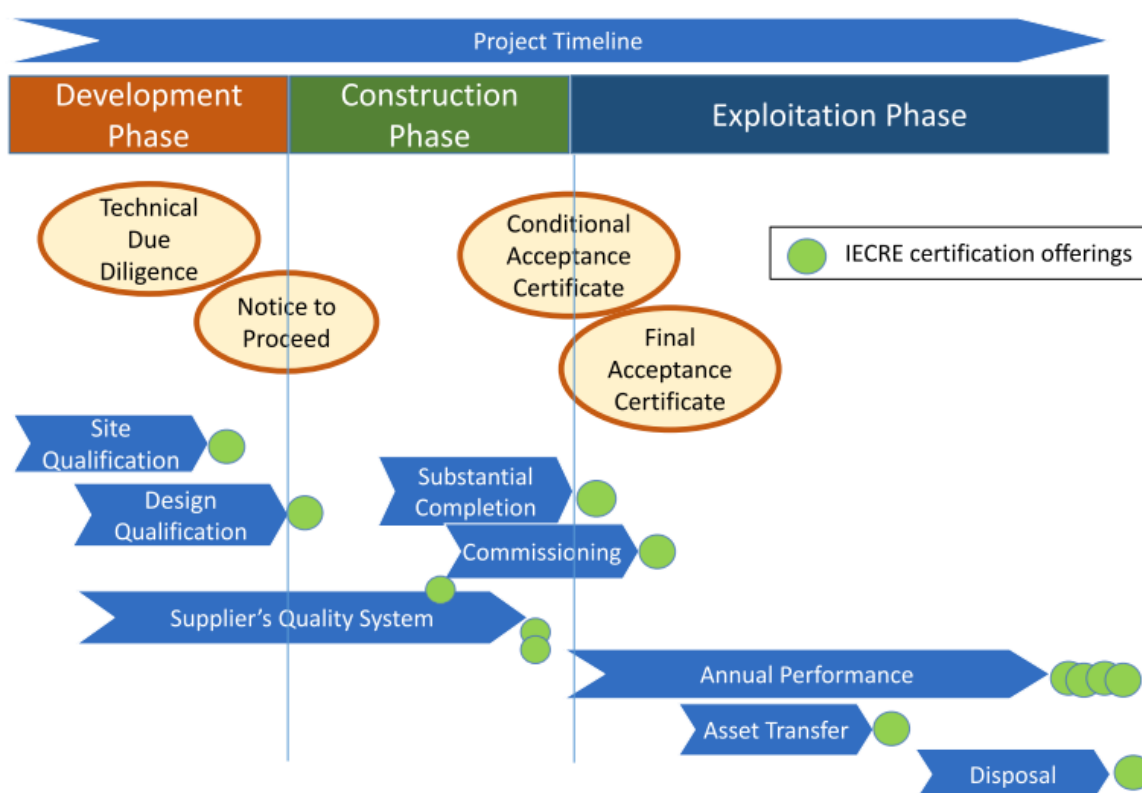 Project Timeline
Development
Phase
Construction
Phase
Exploitation Phase
Technical
Due
Diligence
Notice to
Proceed
Conditional
Acceptance
Certificate
Final
Acceptance
Certificate
IECRE certification offerings
Site
Qualification
Design
Qualification
Substantial
Completion
Commissioning
Supplier's Quality System
Annual Performance
Asset Transfer
Disposal